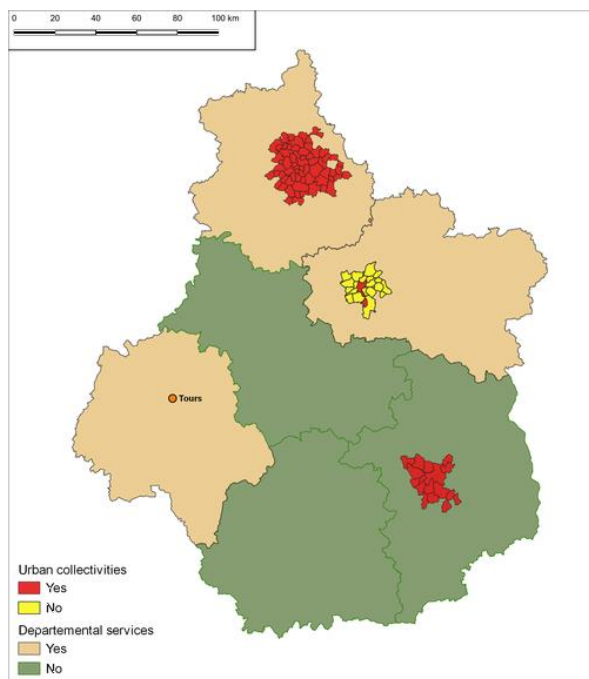 0 20 40 60 80 100 km
Tours
Urban collectivities
Yes
No
Departemental services
Yes
No